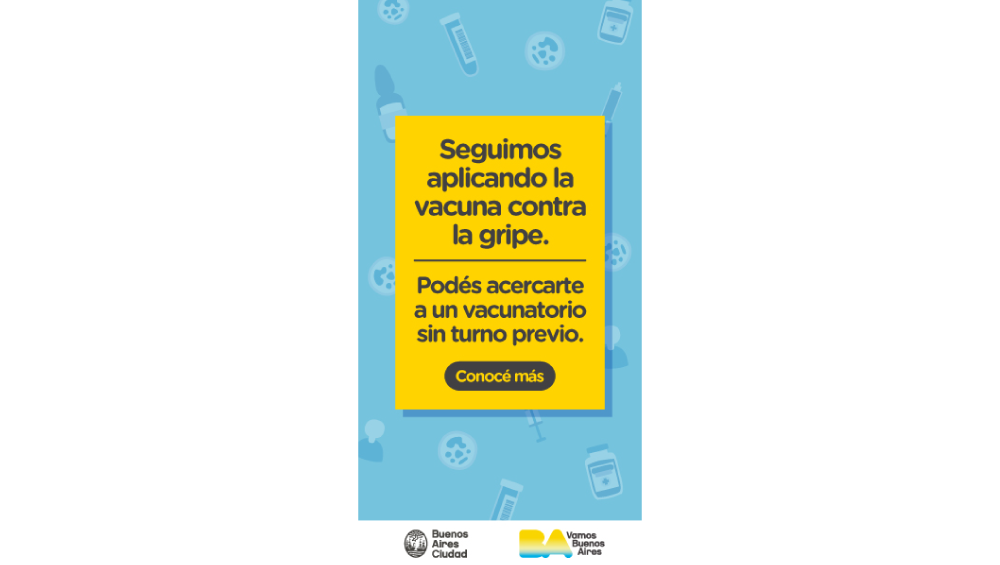 Seguimos
aplicando la
vacuna contra
la gripe.
Podés acercarte
a un vacunatorio
sin turno previo.
Conocé más
Buenos
Aires
Ciudad
BA
Vamos
Buenos
Aires